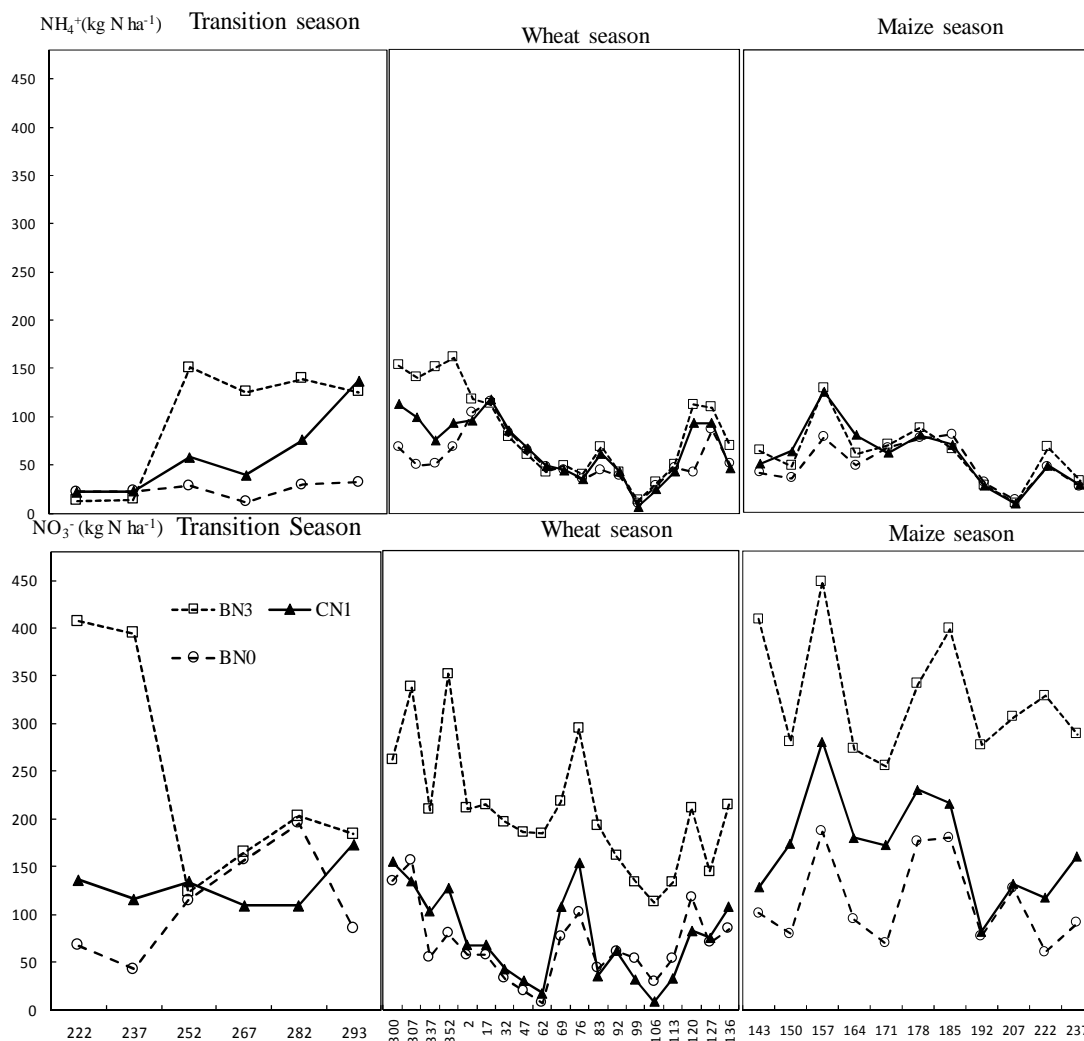 NH₄⁺(kg N ha⁻¹) Transition season Wheat season Maize season
450
400
350
300
250
200
150
100
50
0
NO₃⁻ (kg N ha⁻¹) Transition Season Wheat season Maize season
450
400
350
300
250
200
150
100
50
0
BN3 CN1
BN0
222 237 252 267 282 293
300 307 337 352 2 17 32 47 62 69 76 83 92 99 106 113 120 127 136
143 150 157 164 171 178 185 192 207 222 237